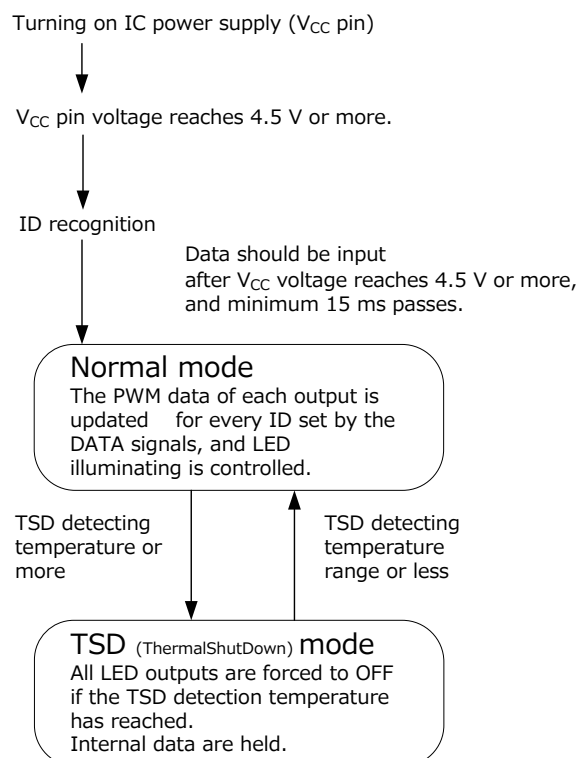 Turning on IC power supply (VCC pin)
VCC pin voltage reaches 4.5 V or more.
ID recognition
Data should be input
after VCC voltage reaches 4.5 V or more,
and minimum 15 ms passes.
Normal mode
The PWM data of each output is
updated for every ID set by the
DATA signals, and LED
illuminating is controlled.
TSD detecting
temperature or
more
TSD detecting
temperature
range or less
TSD (ThermalShutDown) mode
All LED outputs are forced to OFF
if the TSD detection temperature
has reached.
Internal data are held.